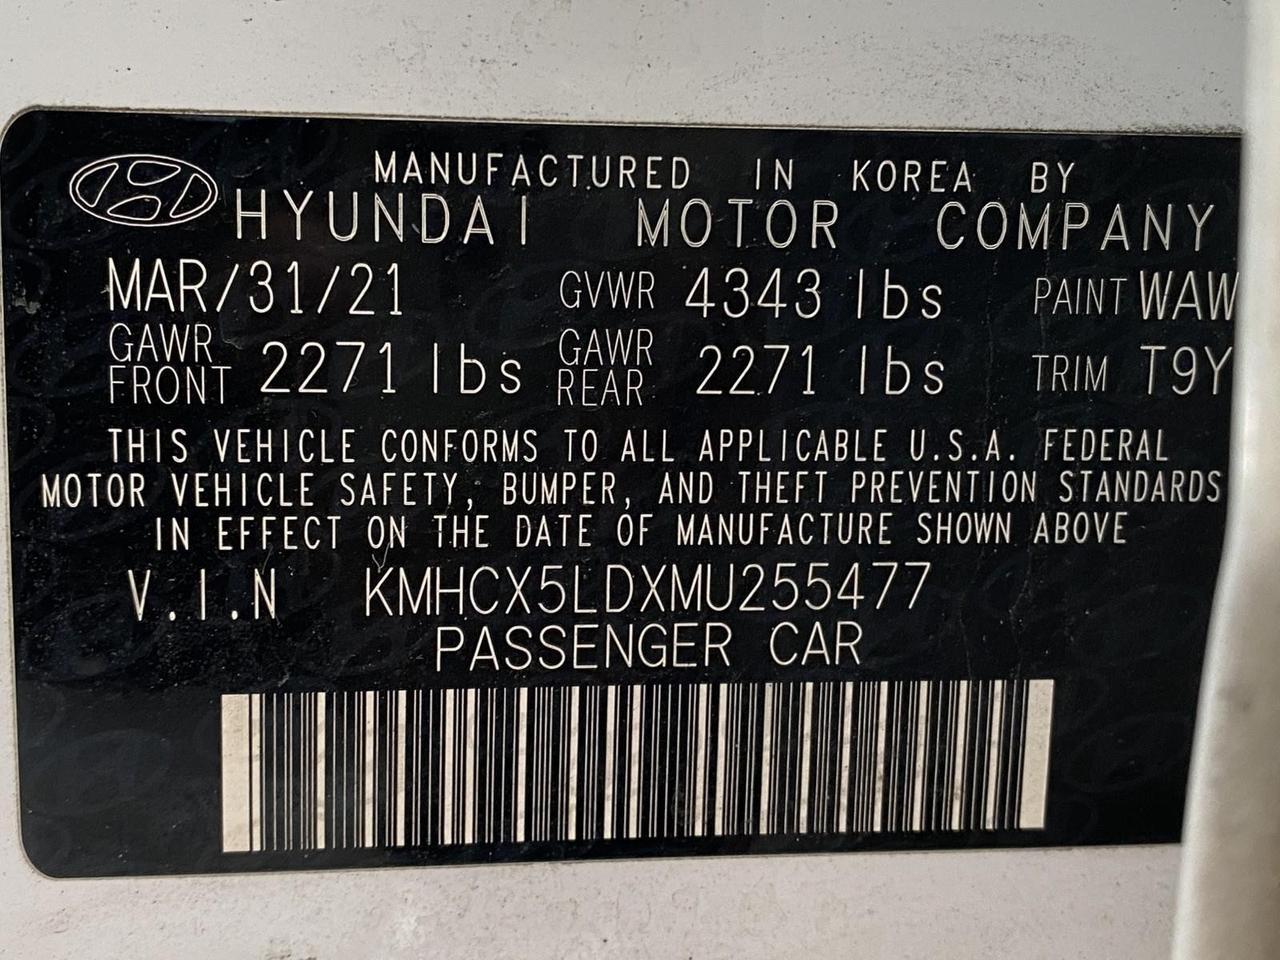 MANUFACTURED IN KOREA BY
HYUNDAI MOTOR COMPANY
MAR/31/21 GVWR 4343 lbs PAINT WAW
GAWR FRONT 2271 lbs GAWR REAR 2271 lbs TRIM T9Y
THIS VEHICLE CONFORMS TO ALL APPLICABLE U.S.A. FEDERAL
MOTOR VEHICLE SAFETY, BUMPER, AND THEFT PREVENTION STANDARDS
IN EFFECT ON THE DATE OF MANUFACTURE SHOWN ABOVE
V.I.N KMHCX5LDXMU255477
PASSENGER CAR